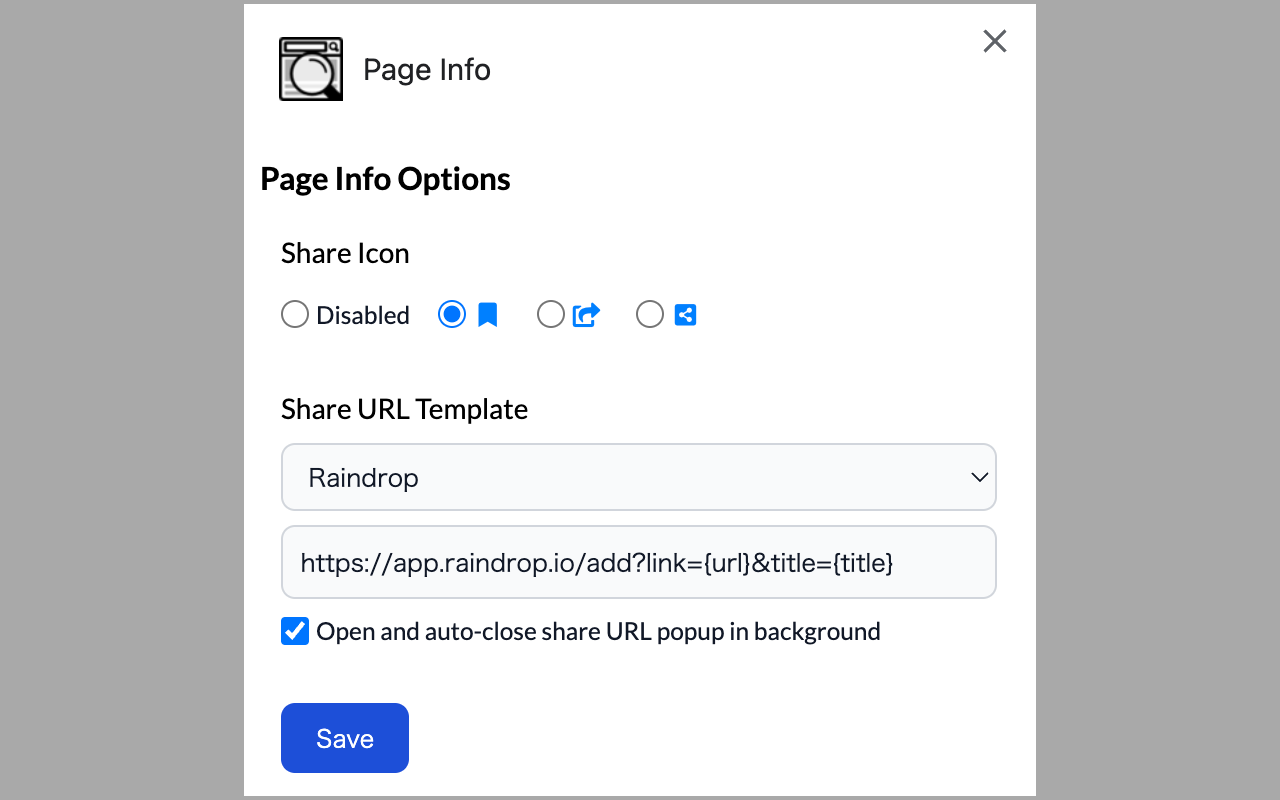 Page Info
Page Info Options
Share Icon
Disabled
Share URL Template
Raindrop
https://app.raindrop.io/add?link={url}&title={title}
Open and auto-close share URL popup in background
Save